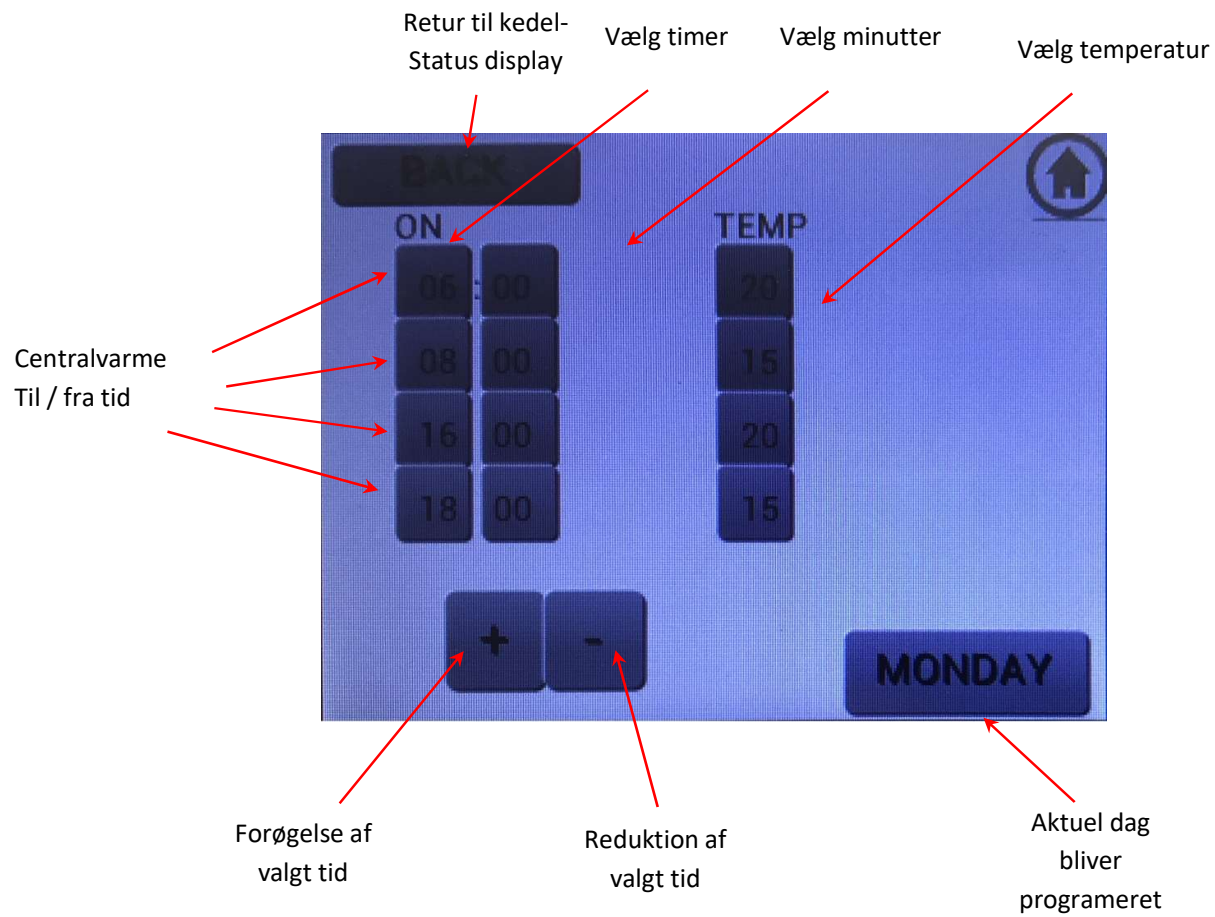 Retur til kedel-
Status display
Vælg timer
Vælg minutter
Vælg temperatur
BACK
ON
TEMP
06 : 00
20
08 00
15
16 00
20
18 00
15
Centralvarme
Til / fra tid
+ -
MONDAY
Forøgelse af
valgt tid
Reduktion af
valgt tid
Aktuel dag
bliver
programeret